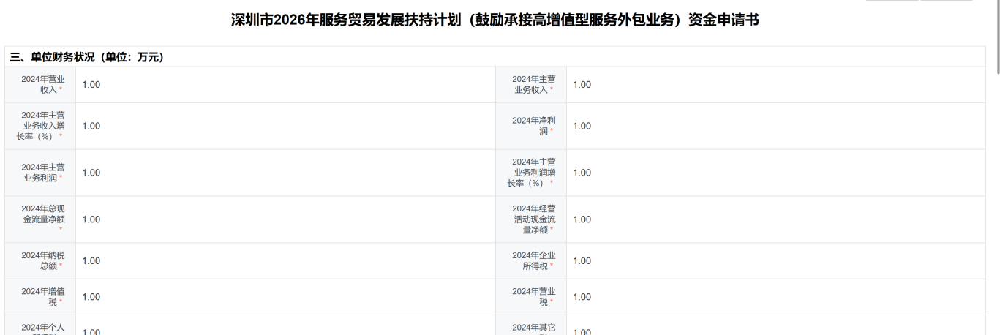 深圳市2026年服务贸易发展扶持计划（鼓励承接高增值型服务外包业务）资金申请书
三、单位财务状况（单位：万元）
2024年营业
收入 *
1.00
2024年主营
业务收入 *
1.00
2024年主营
业务收入增
长率（%） *
1.00
2024年净利
润 *
1.00
2024年主营
业务利润 *
1.00
2024年主营
业务利润增
长率（%） *
1.00
2024年总现
金流量净额
*
1.00
2024年经营
活动现金流
量净额 *
1.00
2024年纳税
总额 *
1.00
2024年企业
所得税 *
1.00
2024年增值
税 *
1.00
2024年营业
税 *
1.00
2024年个人
1.00
2024年其它
1.00